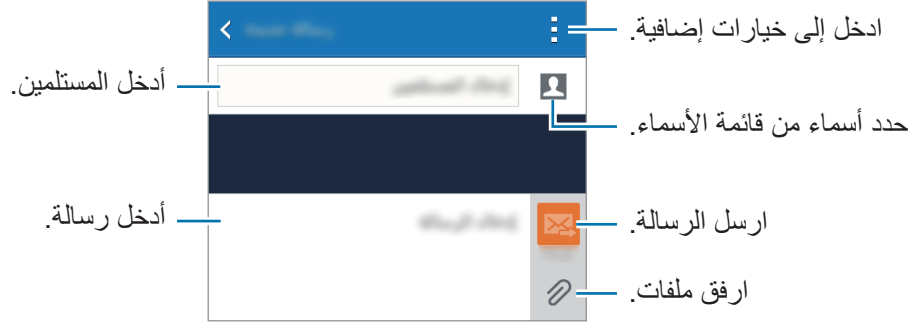 ادخل إلى خيارات إضافية.
أدخل المستلمين.
حدد أسماء من قائمة الأسماء.
أدخل رسالة.
ارسل الرسالة.
ارفق ملفات.